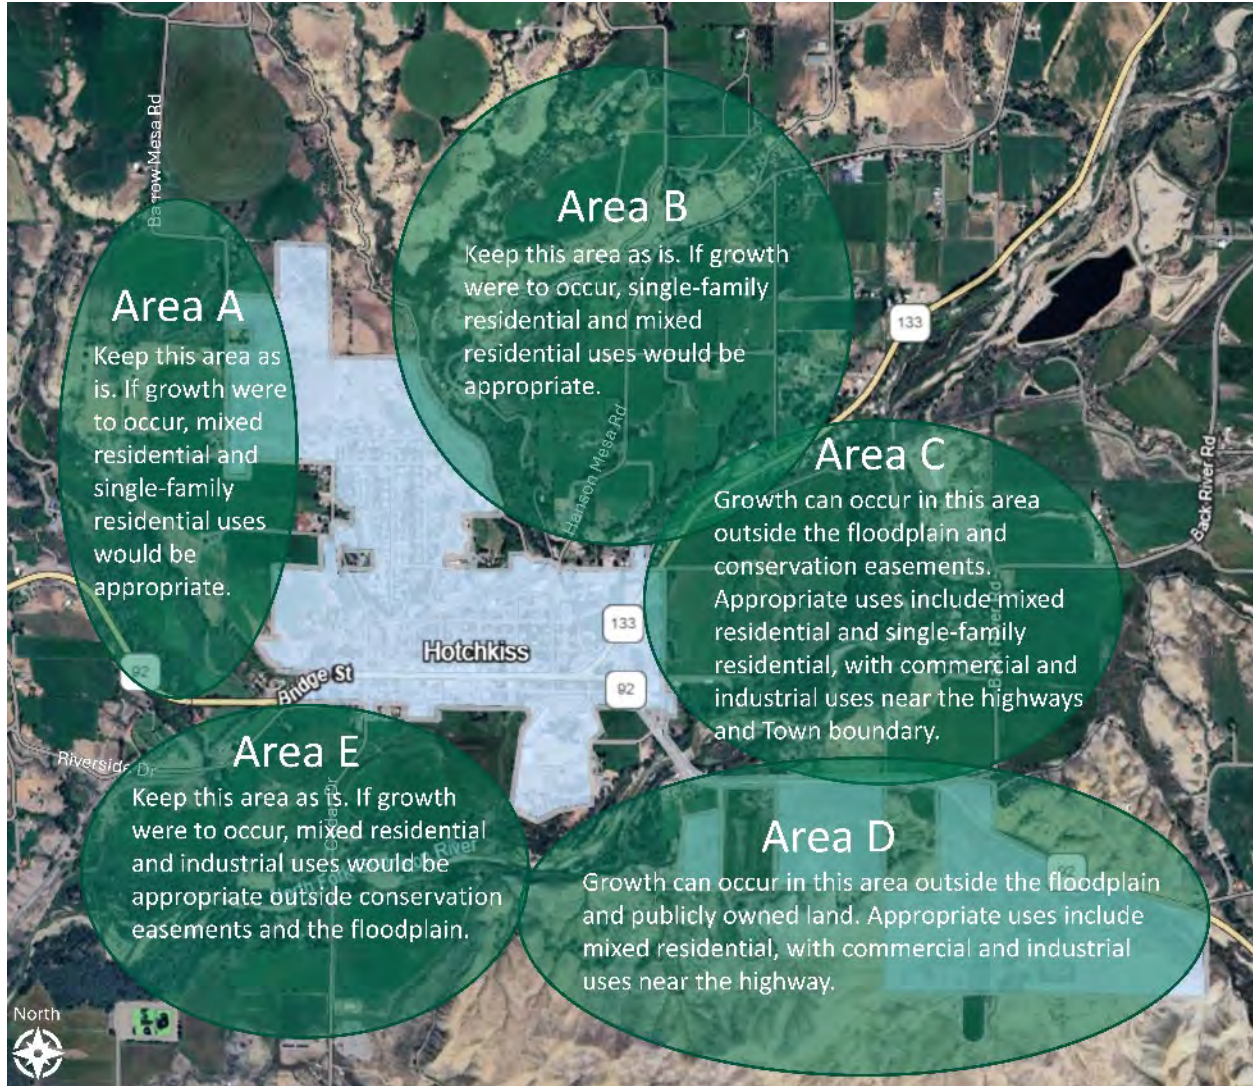 Barrow Mesa Rd
Area B
Keep this area as is. If growth
were to occur, single-family
residential and mixed
residential uses would be
appropriate.
Area A
Keep this area as
is. If growth were
to occur, mixed
residential and
single-family
residential uses
would be
appropriate.
133
Hanson Mesa Rd
Back River Rd
Area C
Growth can occur in this area
outside the floodplain and
conservation easements.
Appropriate uses include mixed
residential and single-family
residential, with commercial and
industrial uses near the highways
and Town boundary.
133
Hotchkiss
92
92
Bridge St
Riverside Dr
Area E
Keep this area as is. If growth
were to occur, mixed residential
and industrial uses would be
appropriate outside conservation
easements and the floodplain.
River
Area D
Growth can occur in this area outside the floodplain
and publicly owned land. Appropriate uses include
mixed residential, with commercial and industrial
uses near the highway.
North